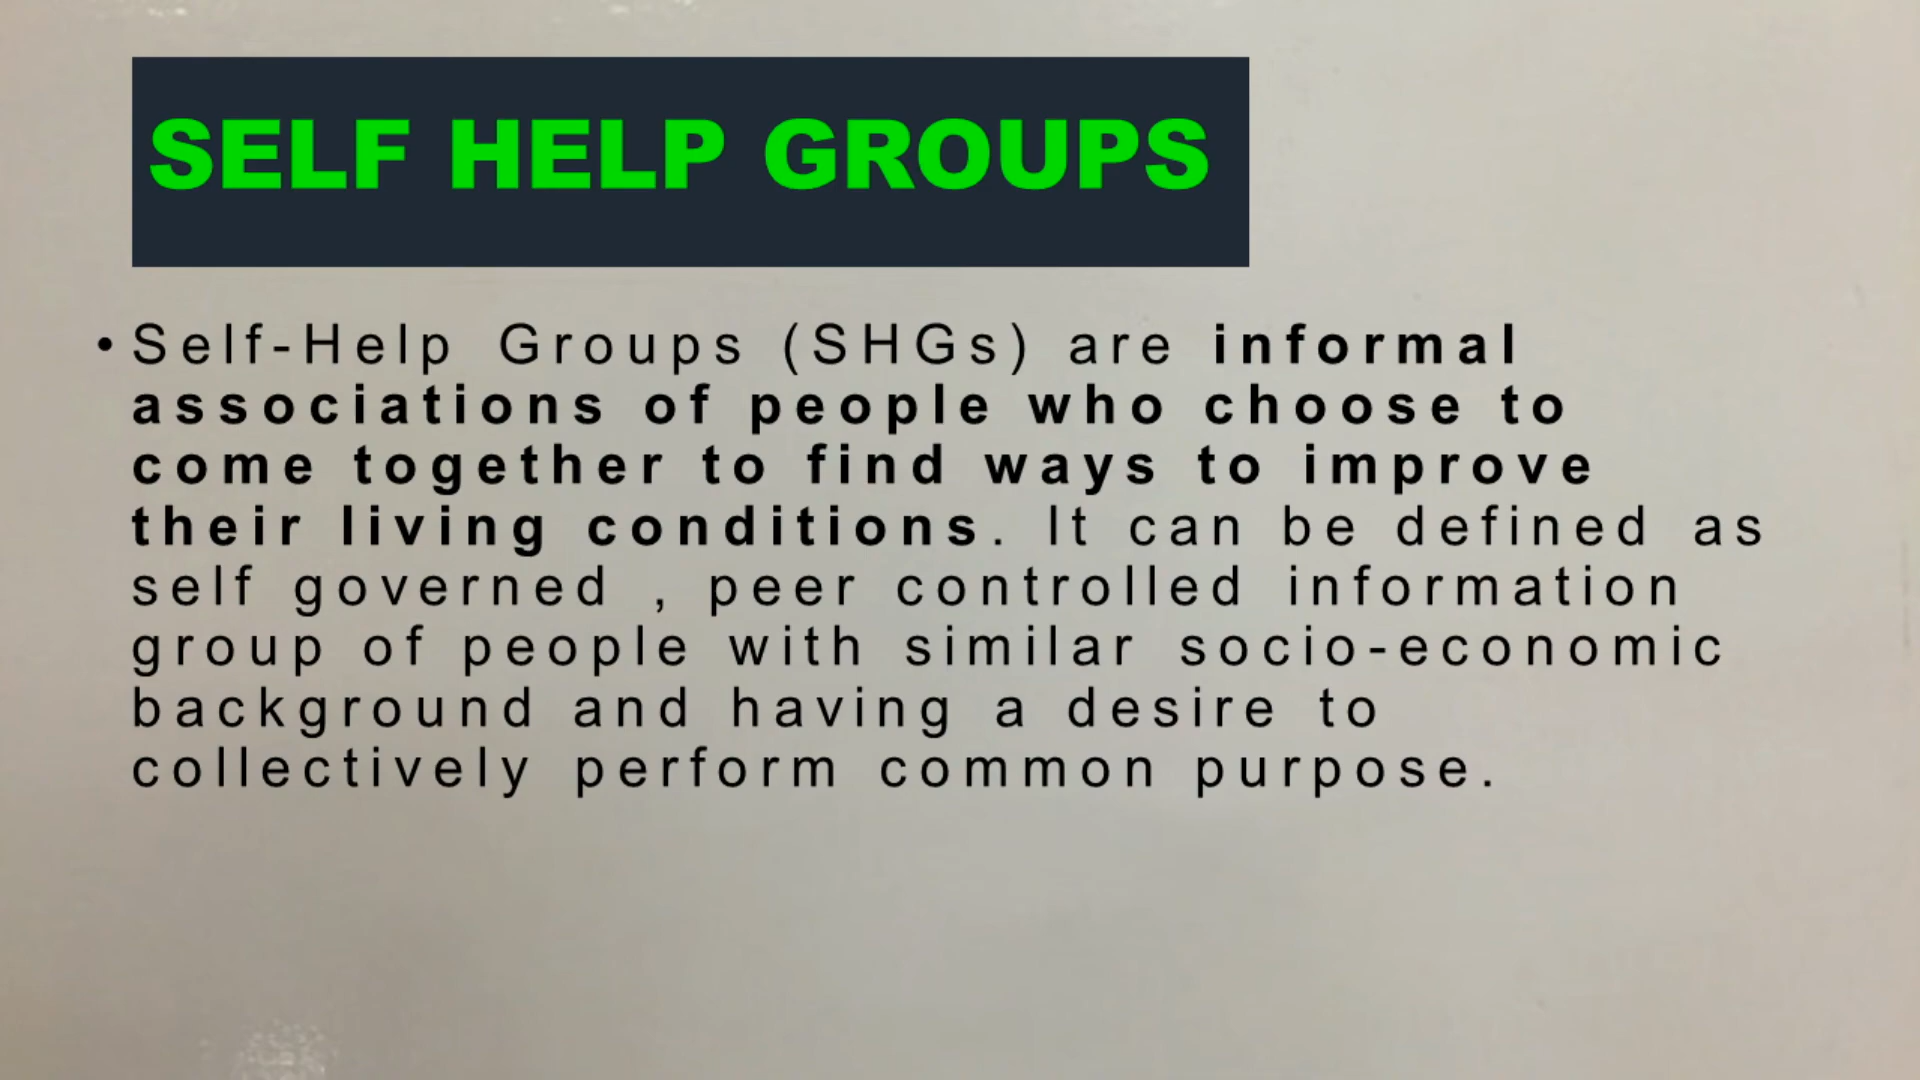 SELF HELP GROUPS
• Self-Help Groups (SHGs) are informal
associations of people who choose to
come together to find ways to improve
their living conditions. It can be defined as
self governed , peer controlled information
group of people with similar socio-economic
background and having a desire to
collectively perform common purpose.